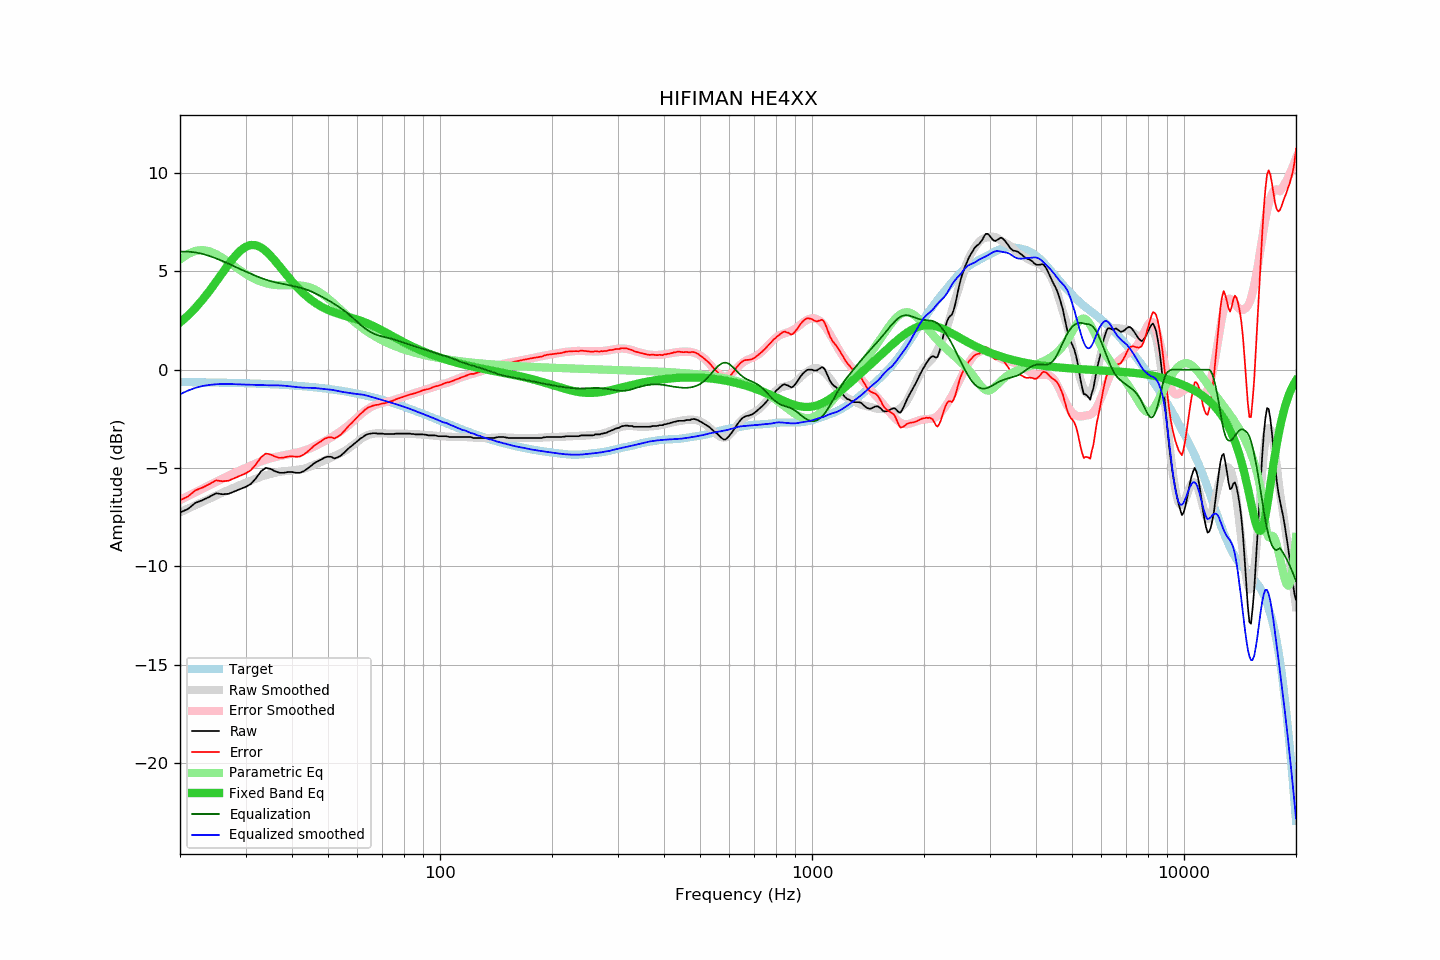 HIFIMAN HE4XX
10
5
0
−5
−10
−15
−20
Amplitude (dBr)
Target
Raw Smoothed
Error Smoothed
Raw
Error
Parametric Eq
Fixed Band Eq
Equalization
Equalized smoothed
100
1000
10000
Frequency (Hz)